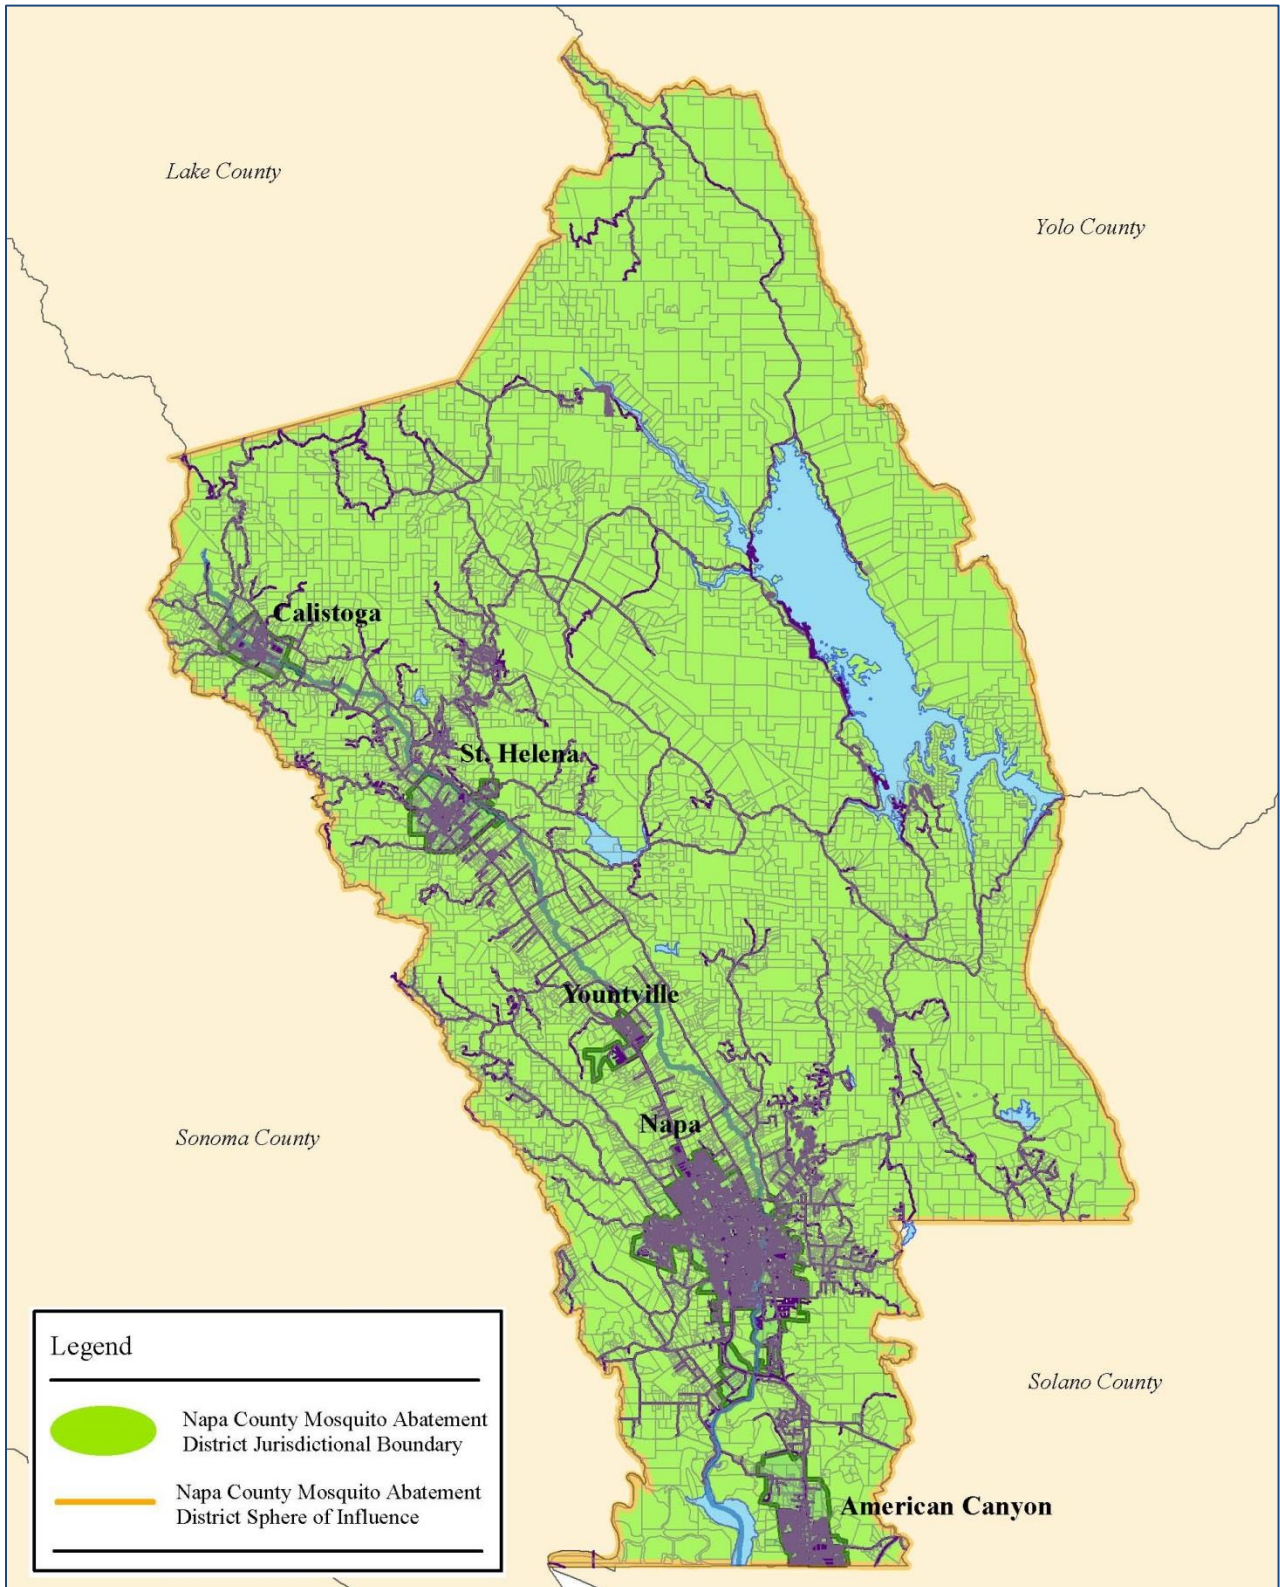 Lake County
Yolo County
Calistoga
St. Helena
Yountville
Napa
Sonoma County
Solano County
American Canyon
Legend
Napa County Mosquito Abatement
District Jurisdictional Boundary
Napa County Mosquito Abatement
District Sphere of Influence